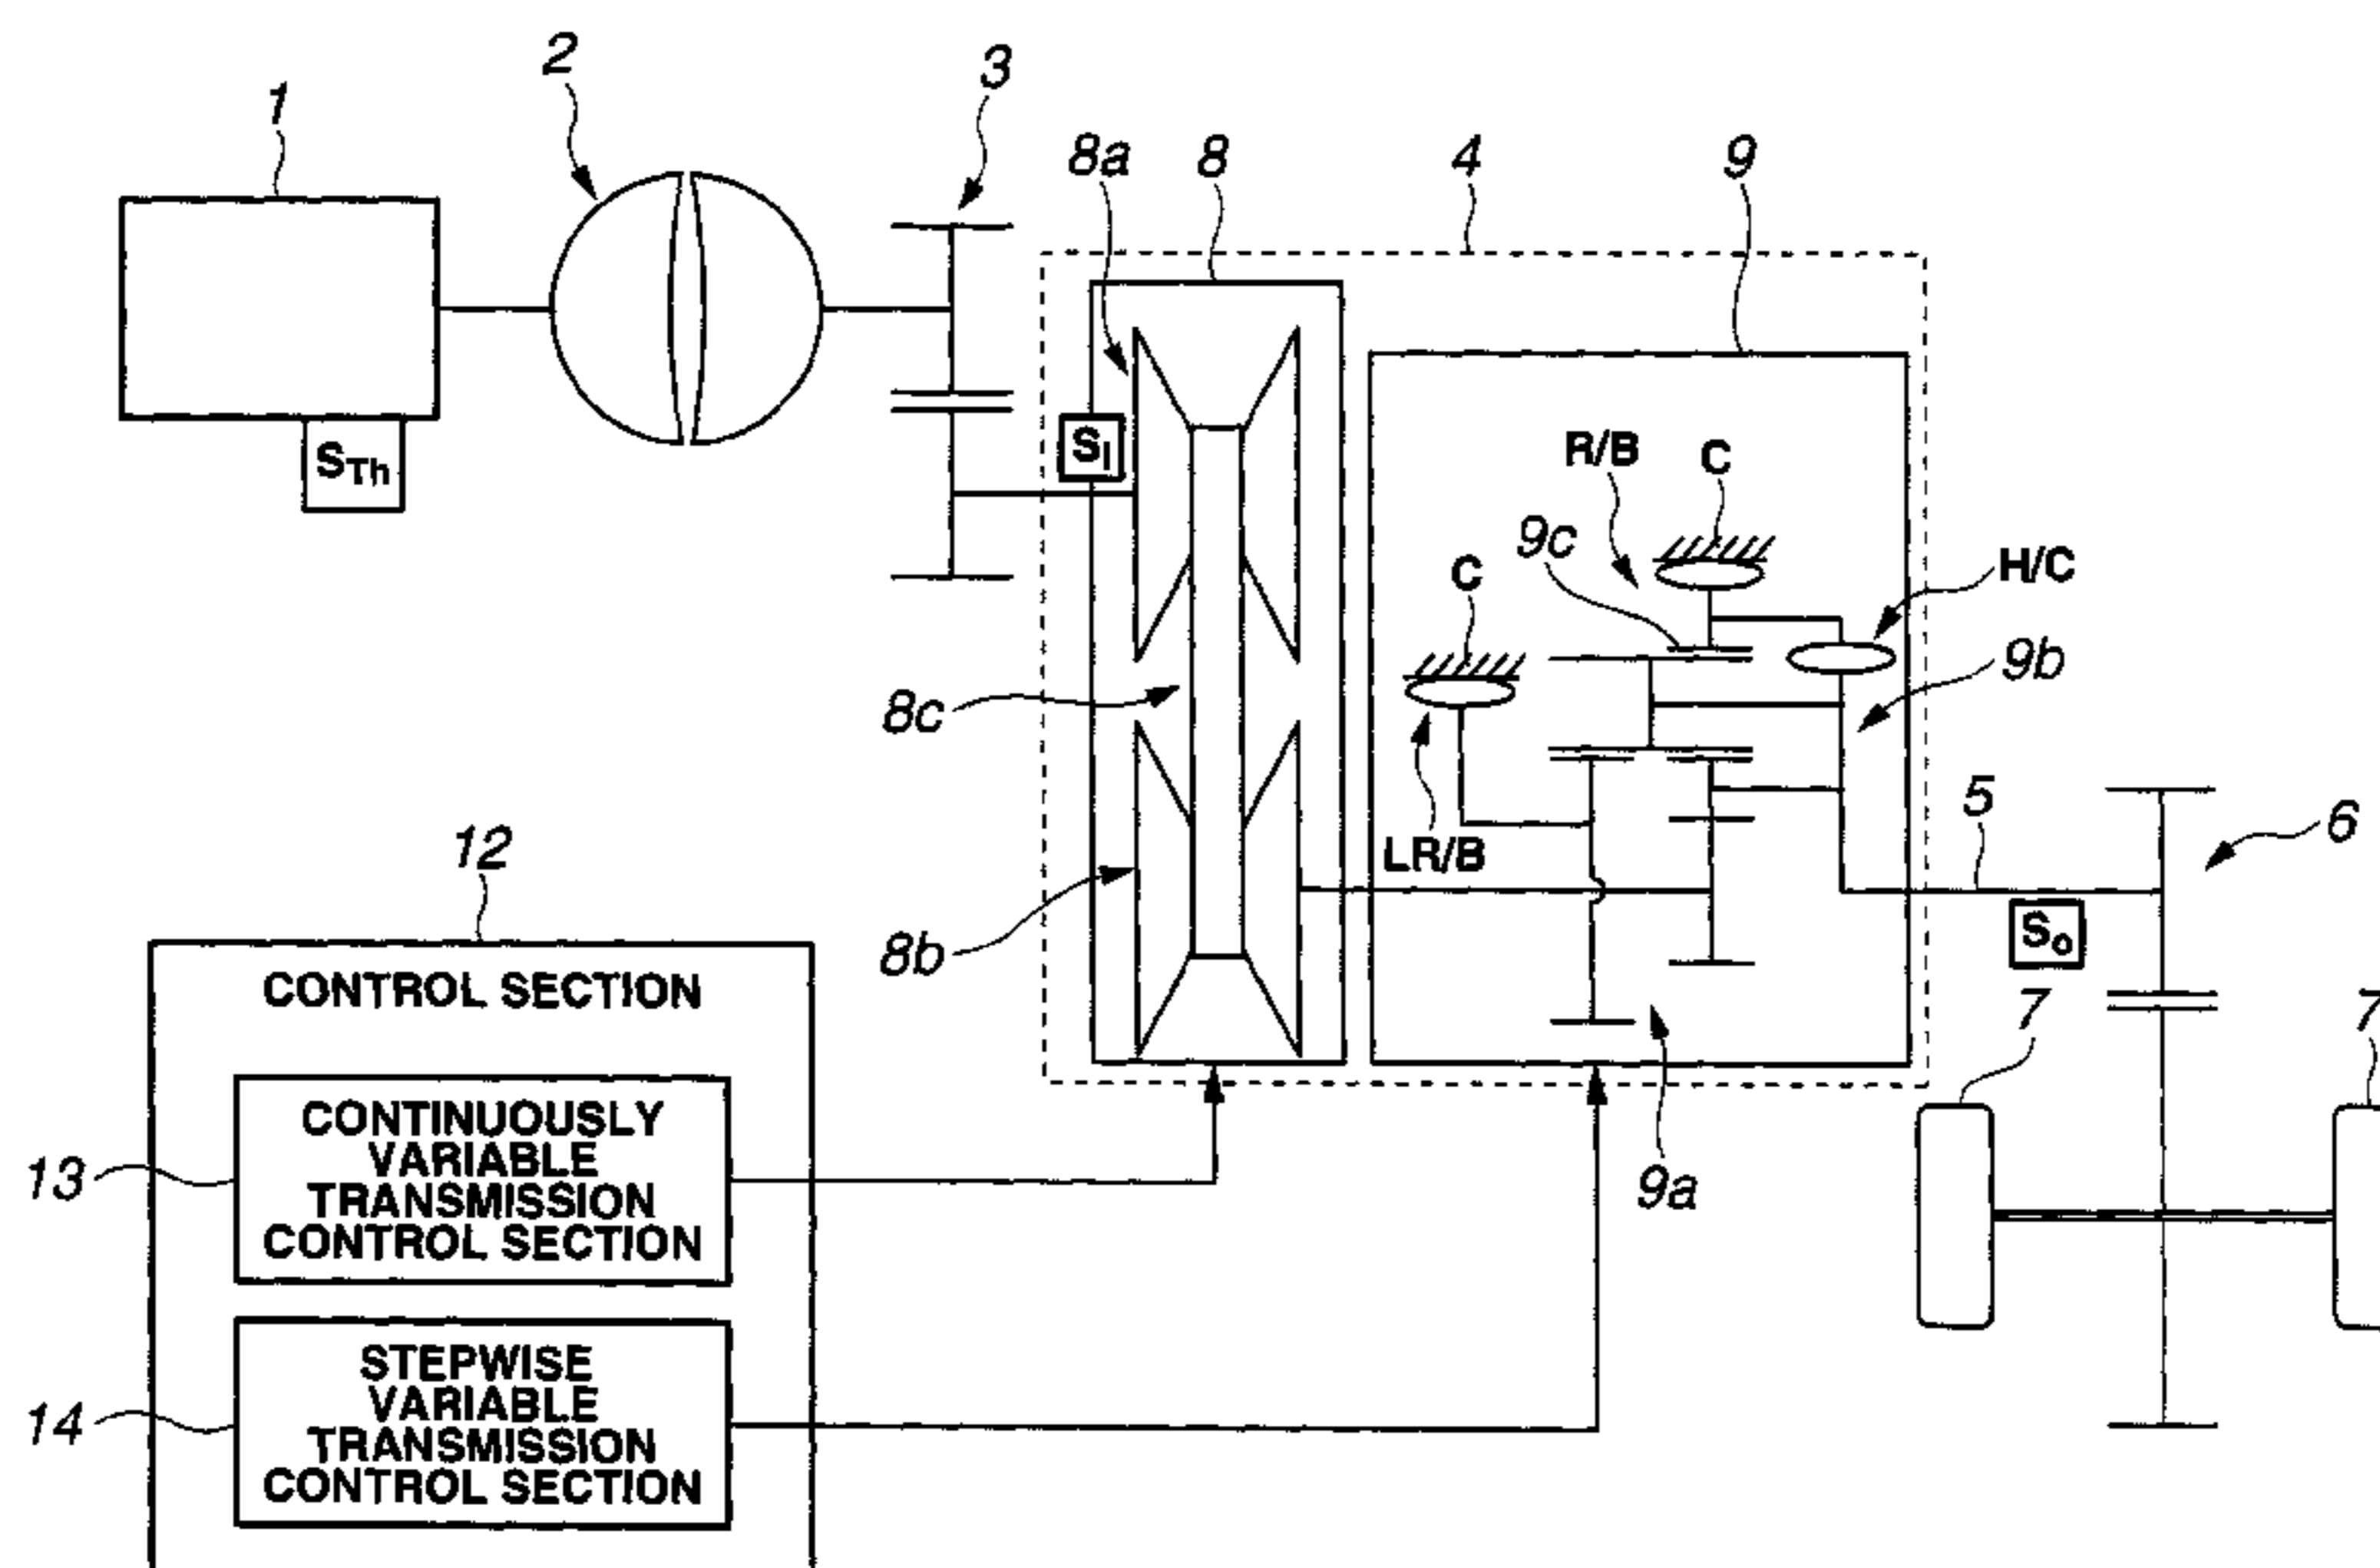 1
2
3
8a
8
4
9
S_Th
S_I
R/B
C
9c
C
H/C
9b
8c
LR/B
5
6
8b
S_o
7
7
9a
12
CONTROL SECTION
13
CONTINUOUSLY
VARIABLE
TRANSMISSION
CONTROL SECTION
14
STEPWISE
VARIABLE
TRANSMISSION
CONTROL SECTION